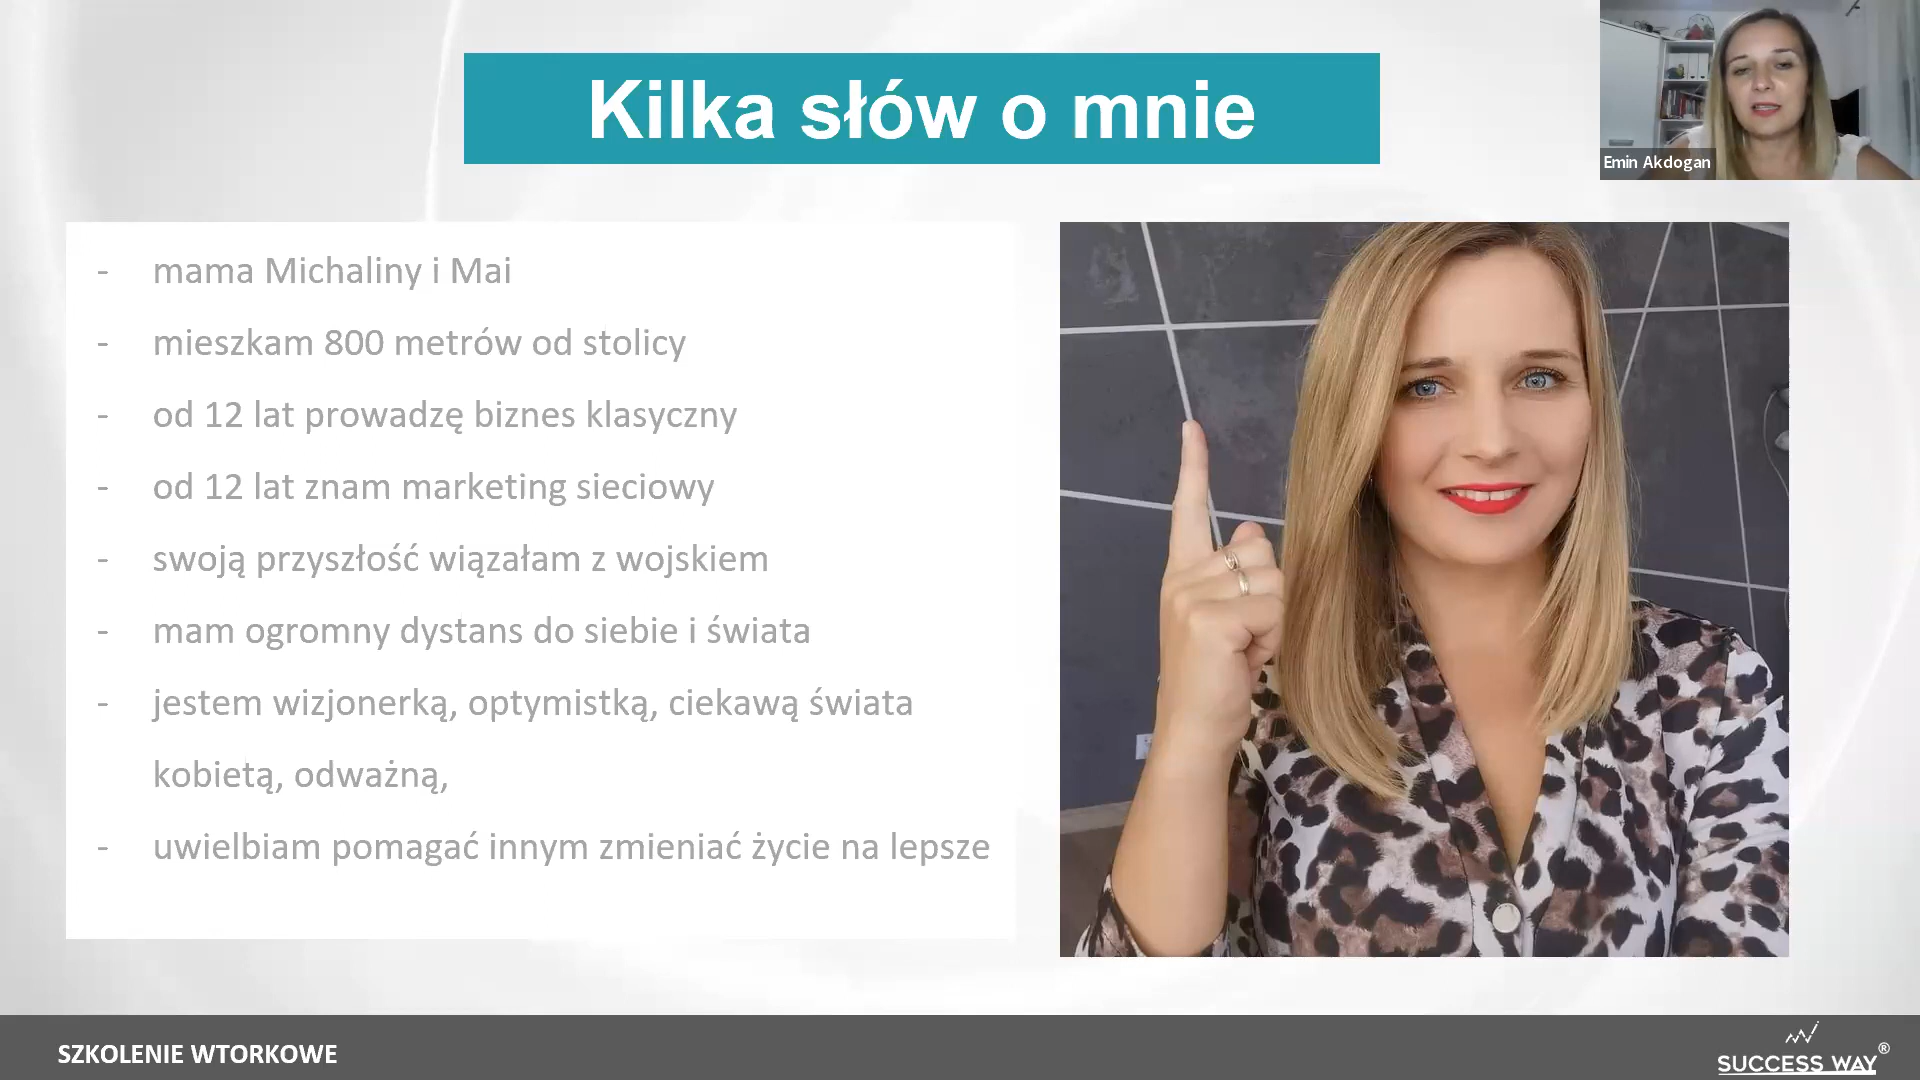 Kilka słów o mnie
Emin Akdogan
- mama Michaliny i Mai
- mieszkam 800 metrów od stolicy
- od 12 lat prowadzę biznes klasyczny
- od 12 lat znam marketing sieciowy
- swoją przyszłość wiązałam z wojskiem
- mam ogromny dystans do siebie i świata
- jestem wizjonerką, optymistką, ciekawą świata
kobietą, odważną,
- uwielbiam pomagać innym zmieniać życie na lepsze
SZKOLENIE WTORKOWE
SUCCESS WAY®